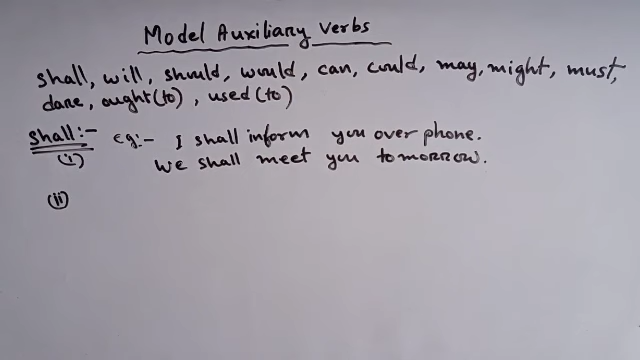 Model Auxiliary Verbs
shall, will, should, would, can, could, may, might, must,
dare, ought (to), used (to)
shall :- eg:- I shall inform you over phone.
(i) We shall meet you tomorrow.
(ii)